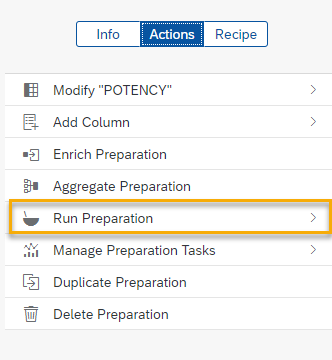 Info Actions Recipe
Modify "POTENCY"
Add Column
Enrich Preparation
Aggregate Preparation
Run Preparation
Manage Preparation Tasks
Duplicate Preparation
Delete Preparation